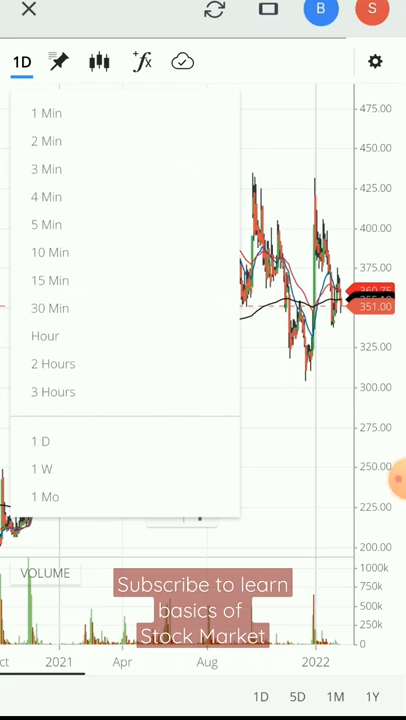 B
S
1D
+fx
1 Min
2 Min
3 Min
4 Min
5 Min
10 Min
15 Min
30 Min
Hour
2 Hours
3 Hours
1 D
1 W
1 Mo
475.00
450.00
425.00
400.00
375.00
360.75
351.00
325.00
300.00
275.00
250.00
225.00
200.00
VOLUME
1000k
750k
500k
250k
0
Subscribe to learn
basics of
Stock Market
2021
Apr
Aug
2022
1D 5D 1M 1Y